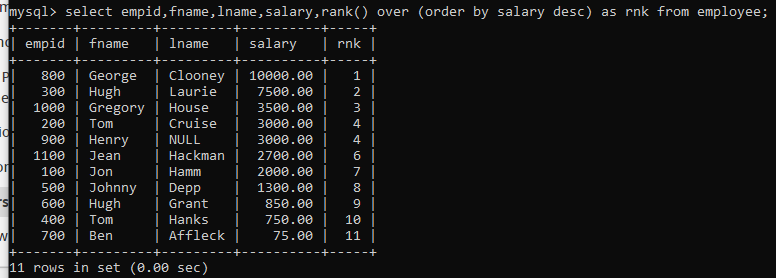 mysql> select empid,fname,lname,salary,rank() over (order by salary desc) as rnk from employee;
+-------+---------+---------+----------+-----+
| empid | fname | lname | salary | rnk |
+-------+---------+---------+----------+-----+
| 800 | George | Clooney | 10000.00 | 1 |
| 300 | Hugh | Laurie | 7500.00 | 2 |
| 1000 | Gregory | House | 3500.00 | 3 |
| 200 | Tom | Cruise | 3000.00 | 4 |
| 900 | Henry | NULL | 3000.00 | 4 |
| 1100 | Jean | Hackman | 2700.00 | 6 |
| 100 | Jon | Hamm | 2000.00 | 7 |
| 500 | Johnny | Depp | 1300.00 | 8 |
| 600 | Hugh | Grant | 850.00 | 9 |
| 400 | Tom | Hanks | 750.00 | 10 |
| 700 | Ben | Affleck | 75.00 | 11 |
+-------+---------+---------+----------+-----+
11 rows in set (0.00 sec)